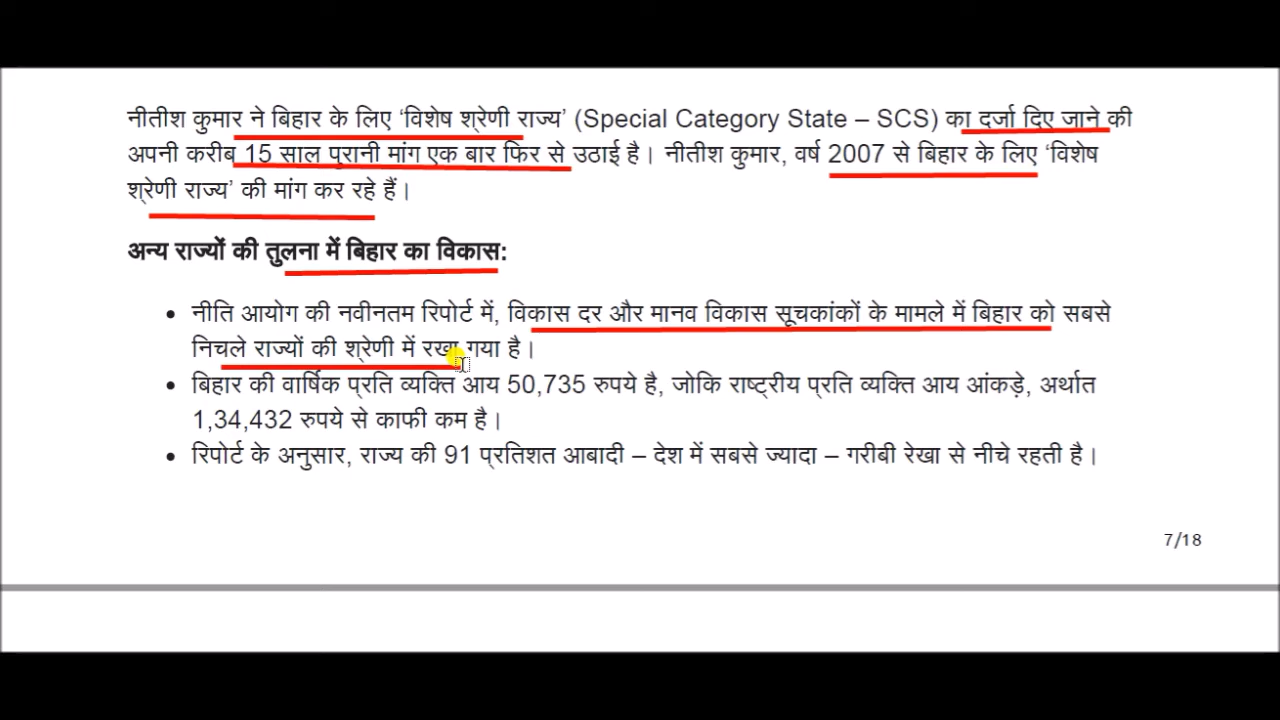 नीतीश कुमार ने बिहार के लिए ‘विशेष श्रेणी राज्य’ (Special Category State – SCS) का दर्जा दिए जाने की
अपनी करीब 15 साल पुरानी मांग एक बार फिर से उठाई है। नीतीश कुमार, वर्ष 2007 से बिहार के लिए ‘विशेष
श्रेणी राज्य’ की मांग कर रहे हैं।
अन्य राज्यों की तुलना में बिहार का विकास:
• नीति आयोग की नवीनतम रिपोर्ट में, विकास दर और मानव विकास सूचकांकों के मामले में बिहार को सबसे
निचले राज्यों की श्रेणी में रखा गया है।
• बिहार की वार्षिक प्रति व्यक्ति आय 50,735 रुपये है, जोकि राष्ट्रीय प्रति व्यक्ति आय आंकड़े, अर्थात
1,34,432 रुपये से काफी कम है।
• रिपोर्ट के अनुसार, राज्य की 91 प्रतिशत आबादी – देश में सबसे ज्यादा – गरीबी रेखा से नीचे रहती है।
7/18